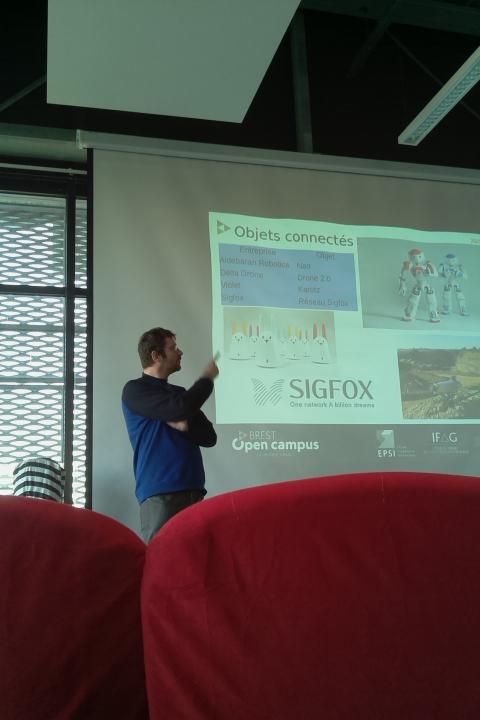 Objets connectés
Entreprise Objet
Aldebaran Robotics Nao
Delta Drone Drone 2.0
Violet Karotz
Sigfox Réseau Sigfox
SIGFOX
One network A billion dreams
BREST
Open campus
EPSI
IFAG